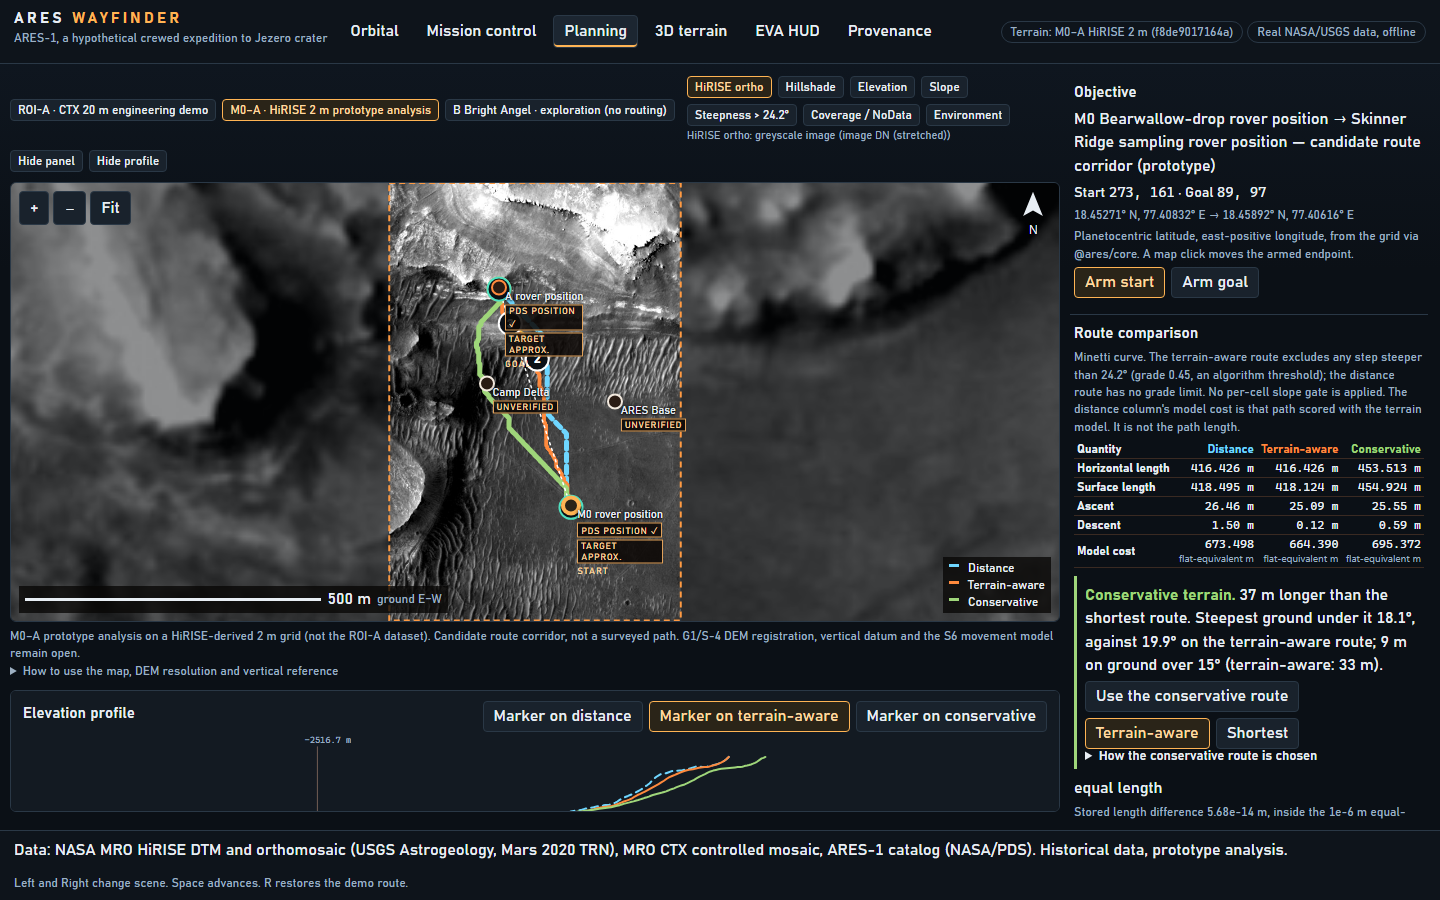 ARES WAYFINDER
ARES-1, a hypothetical crewed expedition to Jezero crater
Orbital
Mission control
Planning
3D terrain
EVA HUD
Provenance
Terrain: M0-A HiRISE 2 m (f8de9017164a)
Real NASA/USGS data, offline
ROI-A · CTX 20 m engineering demo
M0-A · HiRISE 2 m prototype analysis
B Bright Angel · exploration (no routing)
HiRISE ortho
Hillshade
Elevation
Slope
Steepness > 24.2°
Coverage / NoData
Environment
HiRISE ortho: greyscale image (image DN (stretched))
Hide panel
Hide profile
+
–
Fit
N
A rover position
PDS POSITION
✓
TARGET
APPROX.
2
Camp Delta
UNVERIFIED
ARES Base
UNVERIFIED
M0 rover position
PDS POSITION ✓
TARGET
APPROX.
START
500 m ground E-W
Distance
Terrain-aware
Conservative
M0-A prototype analysis on a HiRISE-derived 2 m grid (not the ROI-A dataset). Candidate route corridor, not a surveyed path. G1/S-4 DEM registration, vertical datum and the S6 movement model
remain open.
▶ How to use the map, DEM resolution and vertical reference
Elevation profile
Marker on distance
Marker on terrain-aware
Marker on conservative
-2516.7 m
Objective
M0 Bearwallow-drop rover position → Skinner
Ridge sampling rover position — candidate route
corridor (prototype)
Start 273, 161 · Goal 89, 97
18.45271° N, 77.40832° E → 18.45892° N, 77.40616° E
Planetocentric latitude, east-positive longitude, from the grid via
@ares/core. A map click moves the armed endpoint.
Arm start
Arm goal
Route comparison
Minetti curve. The terrain-aware route excludes any step steeper
than 24.2° (grade 0.45, an algorithm threshold); the distance
route has no grade limit. No per-cell slope gate is applied. The
distance column's model cost is that path scored with the terrain
model. It is not the path length.
Quantity Distance Terrain-aware Conservative
Horizontal length 416.426 m 416.426 m 453.513 m
Surface length 418.495 m 418.124 m 454.924 m
Ascent 26.46 m 25.09 m 25.55 m
Descent 1.50 m 0.12 m 0.59 m
Model cost 673.498 664.390 695.372
flat-equivalent m flat-equivalent m flat-equivalent m
Conservative terrain. 37 m longer than the
shortest route. Steepest ground under it 18.1°,
against 19.9° on the terrain-aware route; 9 m
on ground over 15° (terrain-aware: 33 m).
Use the conservative route
Terrain-aware
Shortest
▶ How the conservative route is chosen
equal length
Stored length difference 5.68e-14 m, inside the 1e-6 m equal-
Data: NASA MRO HiRISE DTM and orthomosaic (USGS Astrogeology, Mars 2020 TRN), MRO CTX controlled mosaic, ARES-1 catalog (NASA/PDS). Historical data, prototype analysis.
Left and Right change scene. Space advances. R restores the demo route.